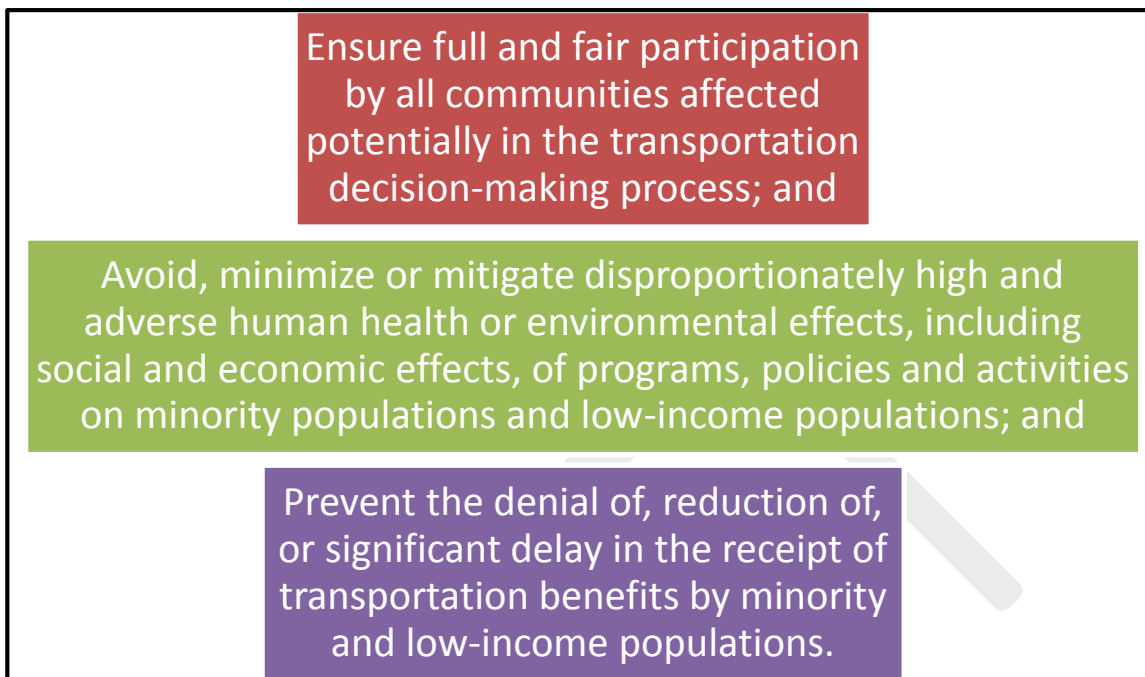 Ensure full and fair participation
by all communities affected
potentially in the transportation
decision-making process; and
Avoid, minimize or mitigate disproportionately high and
adverse human health or environmental effects, including
social and economic effects, of programs, policies and activities
on minority populations and low-income populations; and
Prevent the denial of, reduction of,
or significant delay in the receipt of
transportation benefits by minority
and low-income populations.